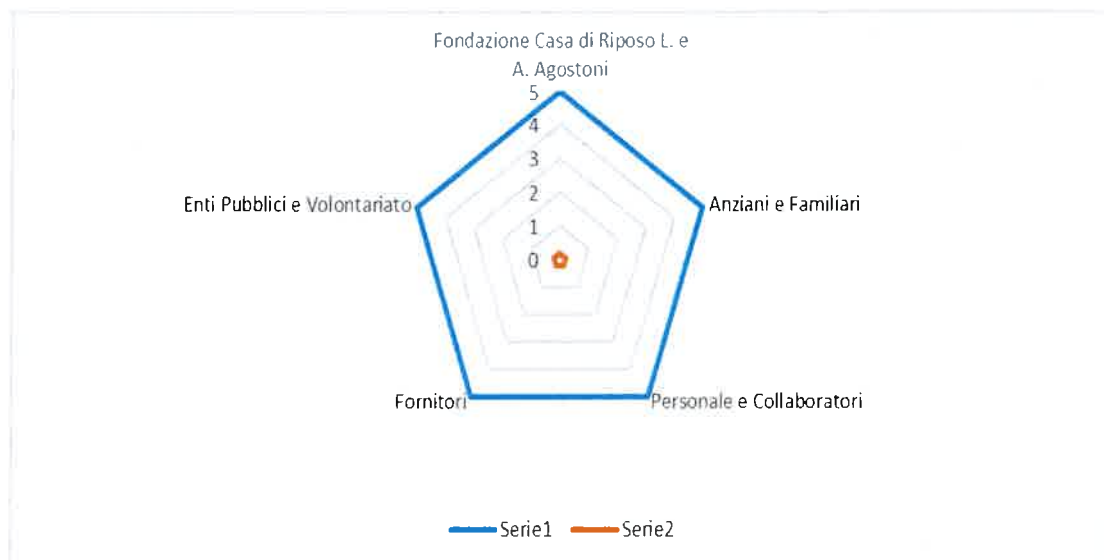 Fondazione Casa di Riposo L. e
A. Agostoni
5
4
3
2
1
0
Enti Pubblici e Volontariato
Anziani e Familiari
Fornitori
Personale e Collaboratori
Serie1
Serie2